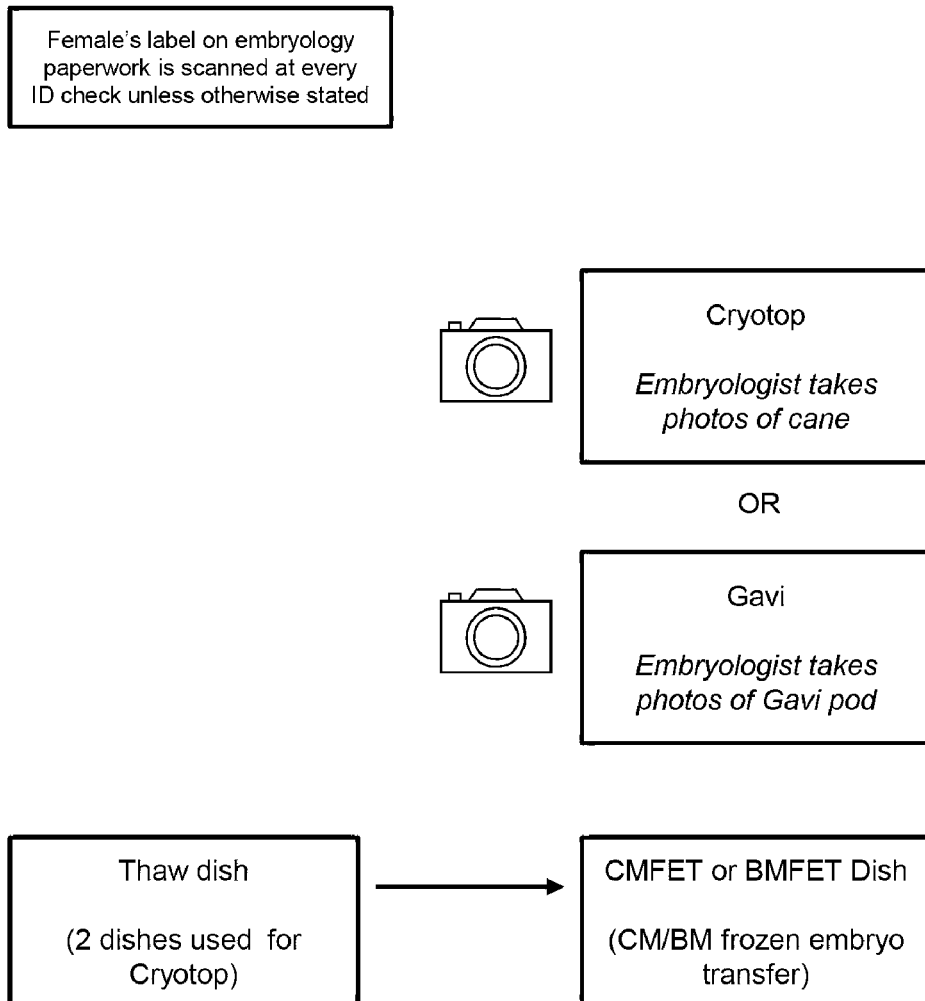 Female's label on embryology
paperwork is scanned at every
ID check unless otherwise stated
Cryotop
Embryologist takes
photos of cane
OR
Gavi
Embryologist takes
photos of Gavi pod
Thaw dish
(2 dishes used for
Cryotop)
CMFET or BMFET Dish
(CM/BM frozen embryo
transfer)